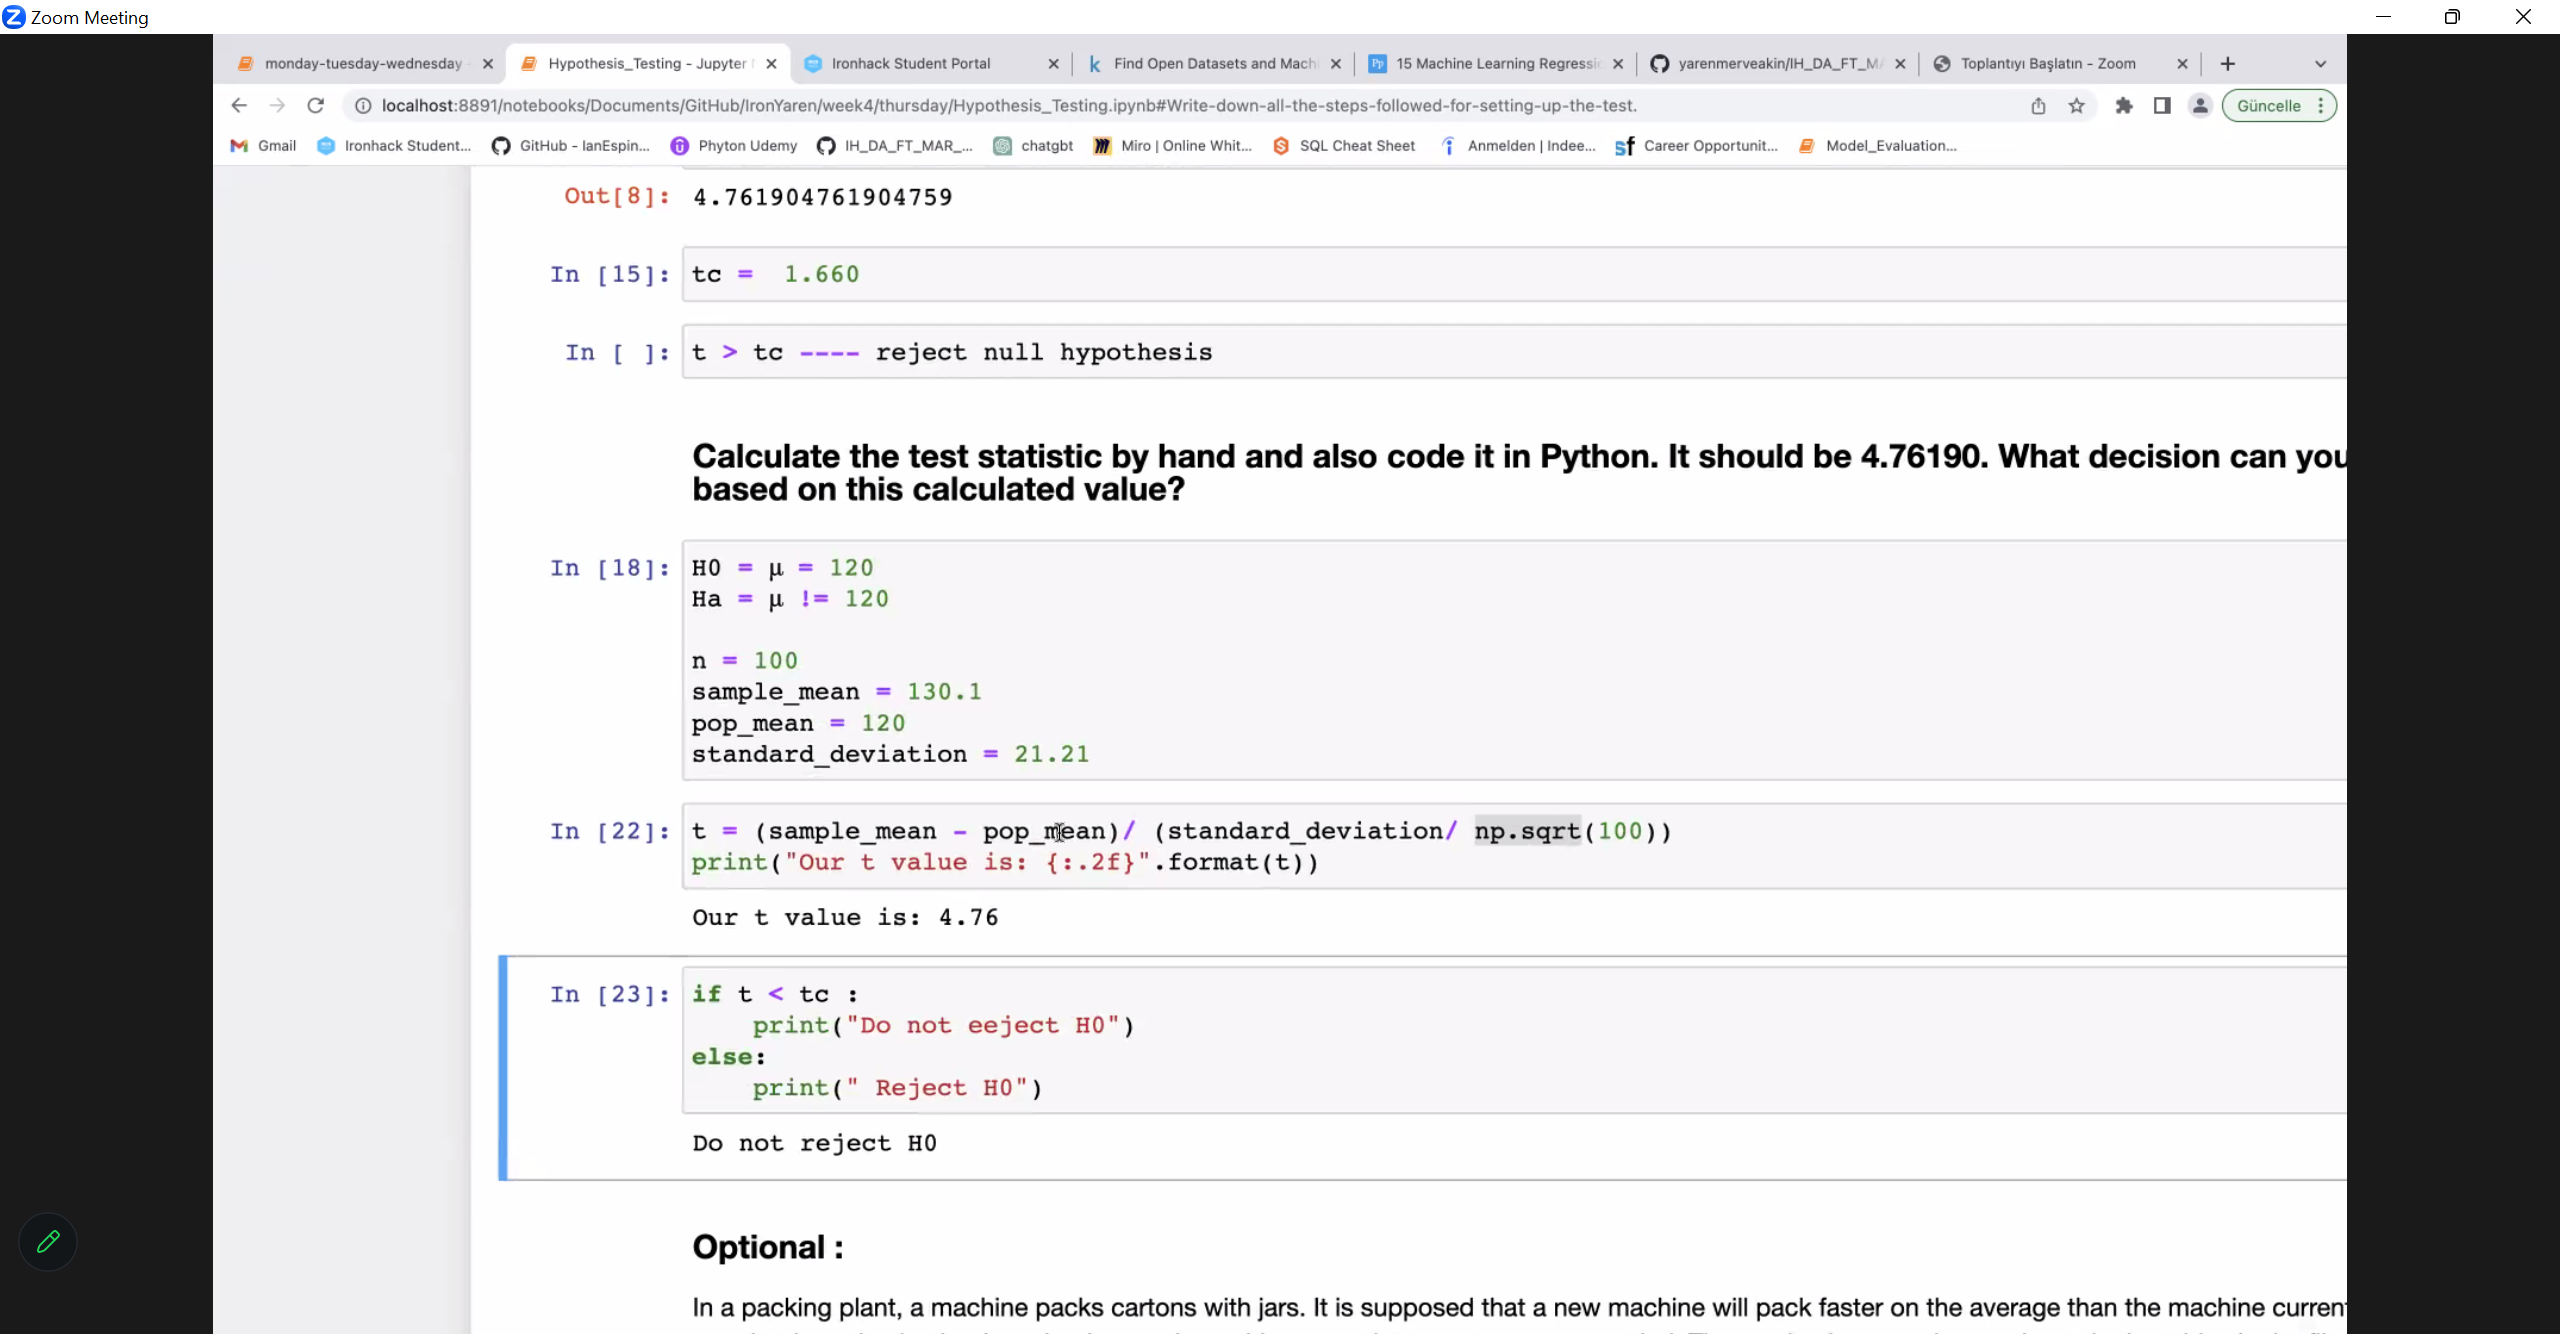 Zoom Meeting
monday-tuesday-wednesday
Hypothesis_Testing - Jupyter
Ironhack Student Portal
Find Open Datasets and Mach
15 Machine Learning Regressi
yarenmerveakin/IH_DA_FT_M
Toplantıyı Başlatın - Zoom
localhost:8891/notebooks/Documents/GitHub/IronYaren/week4/thursday/Hypothesis_Testing.ipynb#Write-down-all-the-steps-followed-for-setting-up-the-test.
Güncelle
Gmail
Ironhack Student...
GitHub - IanEspin...
Phyton Udemy
IH_DA_FT_MAR_...
chatgbt
Miro | Online Whit...
SQL Cheat Sheet
Anmelden | Indee...
Career Opportunit...
Model_Evaluation...
Out[8]: 4.761904761904759
In [15]: tc = 1.660
In [ ]: t > tc ---- reject null hypothesis
Calculate the test statistic by hand and also code it in Python. It should be 4.76190. What decision can you
based on this calculated value?
In [18]: H0 = μ = 120
Ha = μ != 120
n = 100
sample_mean = 130.1
pop_mean = 120
standard_deviation = 21.21
In [22]: t = (sample_mean - pop_mean)/ (standard_deviation/ np.sqrt(100))
print("Our t value is: {:.2f}".format(t))
Our t value is: 4.76
In [23]: if t < tc :
print("Do not eeject H0")
else:
print(" Reject H0")
Do not reject H0
Optional :
In a packing plant, a machine packs cartons with jars. It is supposed that a new machine will pack faster on the average than the machine curren